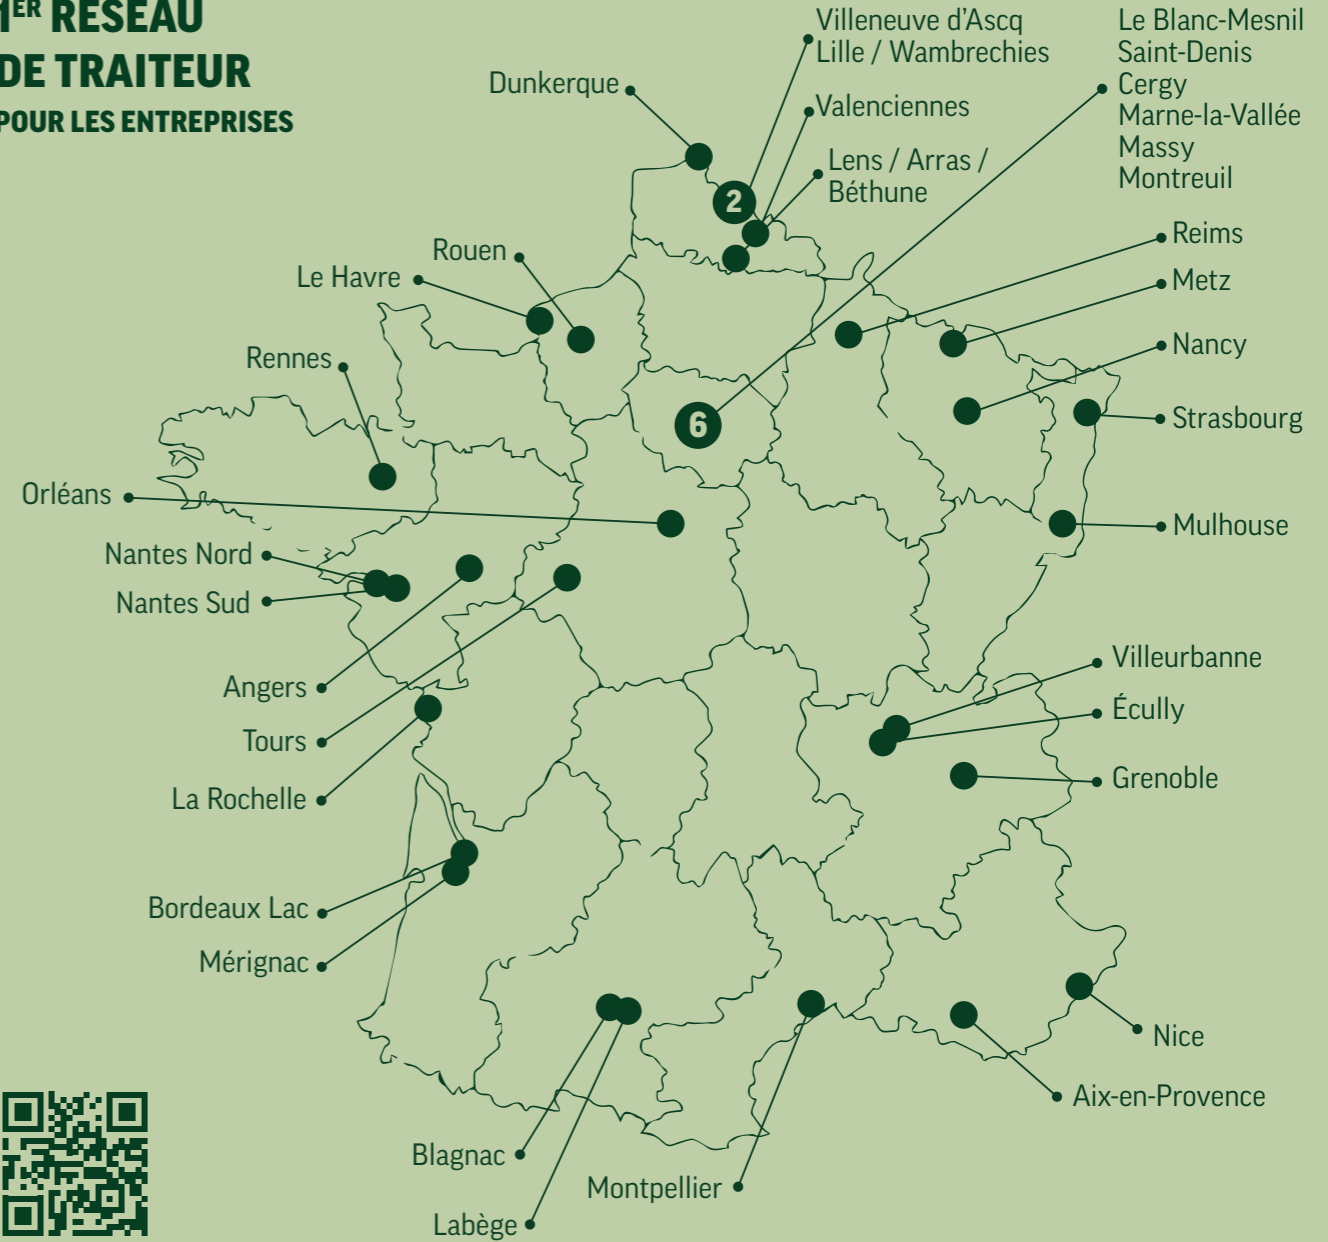 1ER RÉSEAU
DE TRAITEUR
POUR LES ENTREPRISES
Villeneuve d'Ascq
Lille / Wambrechies
Le Blanc-Mesnil
Saint-Denis
Cergy
Marne-la-Vallée
Massy
Montreuil
Dunkerque
Valenciennes
Lens / Arras /
Béthune
2
Rouen
Le Havre
Reims
Metz
Rennes
Nancy
Strasbourg
6
Orléans
Mulhouse
Nantes Nord
Nantes Sud
Angers
Tours
La Rochelle
Villeurbanne
Écully
Grenoble
Bordeaux Lac
Mérignac
Nice
Aix-en-Provence
Blagnac
Montpellier
Labège